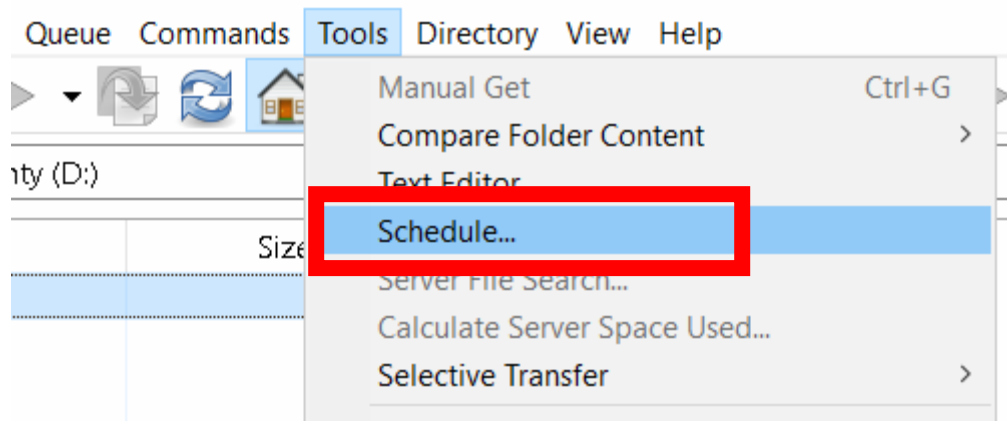 Queue Commands Tools Directory View Help
Manual Get Ctrl+G
Compare Folder Content
nty (D:)
Text Editor
Schedule...
Size
Server File Search...
Calculate Server Space Used...
Selective Transfer